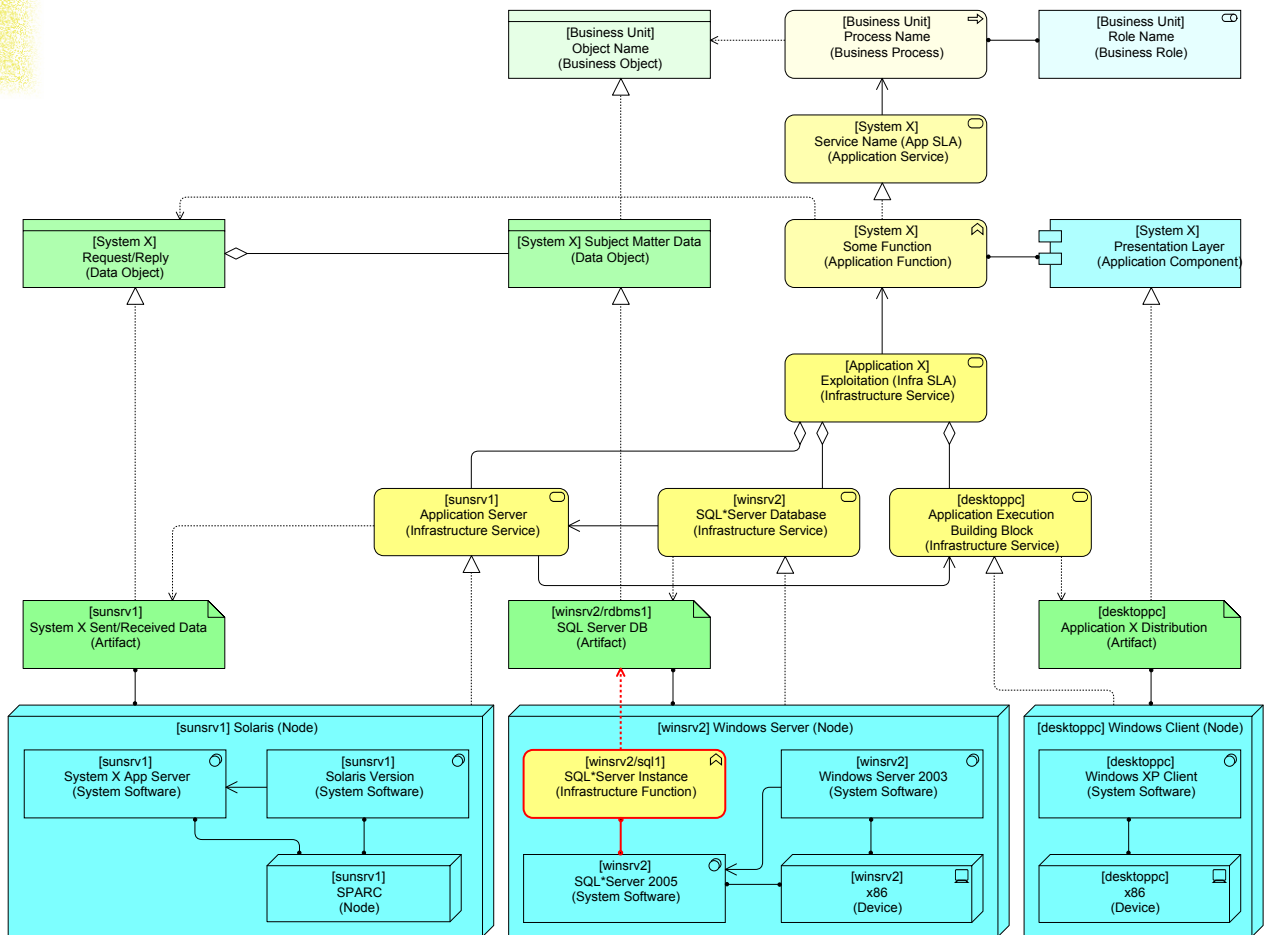 [Business Unit]
Object Name
(Business Object)
[Business Unit]
Process Name
(Business Process)
[Business Unit]
Role Name
(Business Role)
[System X]
Service Name (App SLA)
(Application Service)
[System X]
Request/Reply
(Data Object)
[System X] Subject Matter Data
(Data Object)
[System X]
Some Function
(Application Function)
[System X]
Presentation Layer
(Application Component)
[Application X]
Exploitation (Infra SLA)
(Infrastructure Service)
[sunsrv1]
Application Server
(Infrastructure Service)
[winsrv2]
SQL*Server Database
(Infrastructure Service)
[desktoppc]
Application Execution
Building Block
(Infrastructure Service)
[sunsrv1]
System X Sent/Received Data
(Artifact)
[winsrv2/rdbms1]
SQL Server DB
(Artifact)
[desktoppc]
Application X Distribution
(Artifact)
[sunsrv1] Solaris (Node)
[sunsrv1]
System X App Server
(System Software)
[sunsrv1]
Solaris Version
(System Software)
[sunsrv1]
SPARC
(Node)
[winsrv2] Windows Server (Node)
[winsrv2/sql1]
SQL*Server Instance
(Infrastructure Function)
[winsrv2]
Windows Server 2003
(System Software)
[winsrv2]
SQL*Server 2005
(System Software)
[winsrv2]
x86
(Device)
[desktoppc] Windows Client (Node)
[desktoppc]
Windows XP Client
(System Software)
[desktoppc]
x86
(Device)